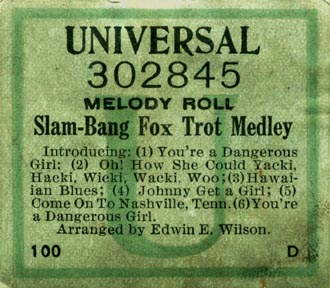 UNIVERSAL
302845
MELODY ROLL
Slam-Bang Fox Trot Medley
Introducing: (1) You're a Dangerous
Girl; (2) Oh! How She Could Yacki,
Hacki, Wicki, Wacki, Woo; (3) Hawai-
ian Blues; (4) Johnny Get a Girl; (5)
Come On To Nashville, Tenn. (6) You're
a Dangerous Girl.
Arranged by Edwin E. Wilson.
100 D